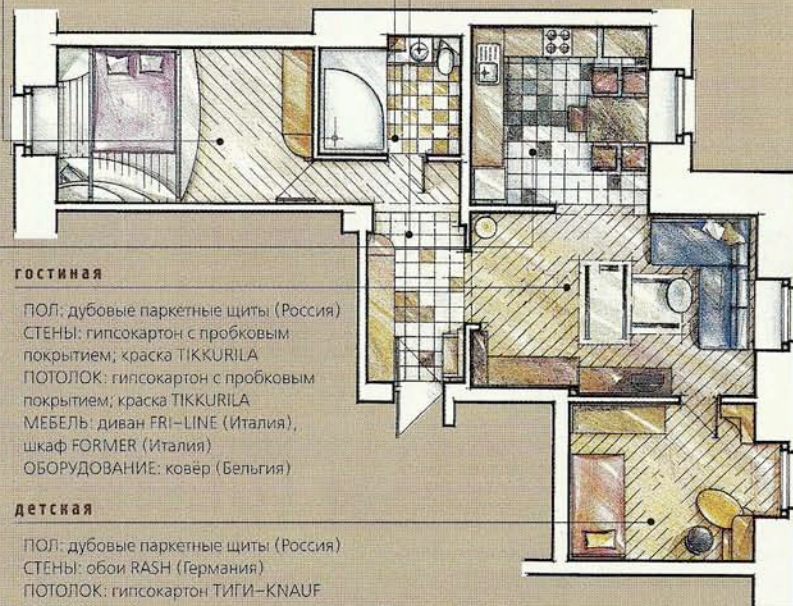 гостиная
ПОЛ: дубовые паркетные щиты (Россия)
СТЕНЫ: гипсокартон с пробковым
покрытием; краска TIKKURILA
ПОТОЛОК: гипсокартон с пробковым
покрытием; краска TIKKURILA
МЕБЕЛЬ: диван FRI–LINE (Италия),
шкаф FORMER (Италия)
ОБОРУДОВАНИЕ: ковёр (Бельгия)
детская
ПОЛ: дубовые паркетные щиты (Россия)
СТЕНЫ: обои RASH (Германия)
ПОТОЛОК: гипсокартон ТИГИ–KNAUF